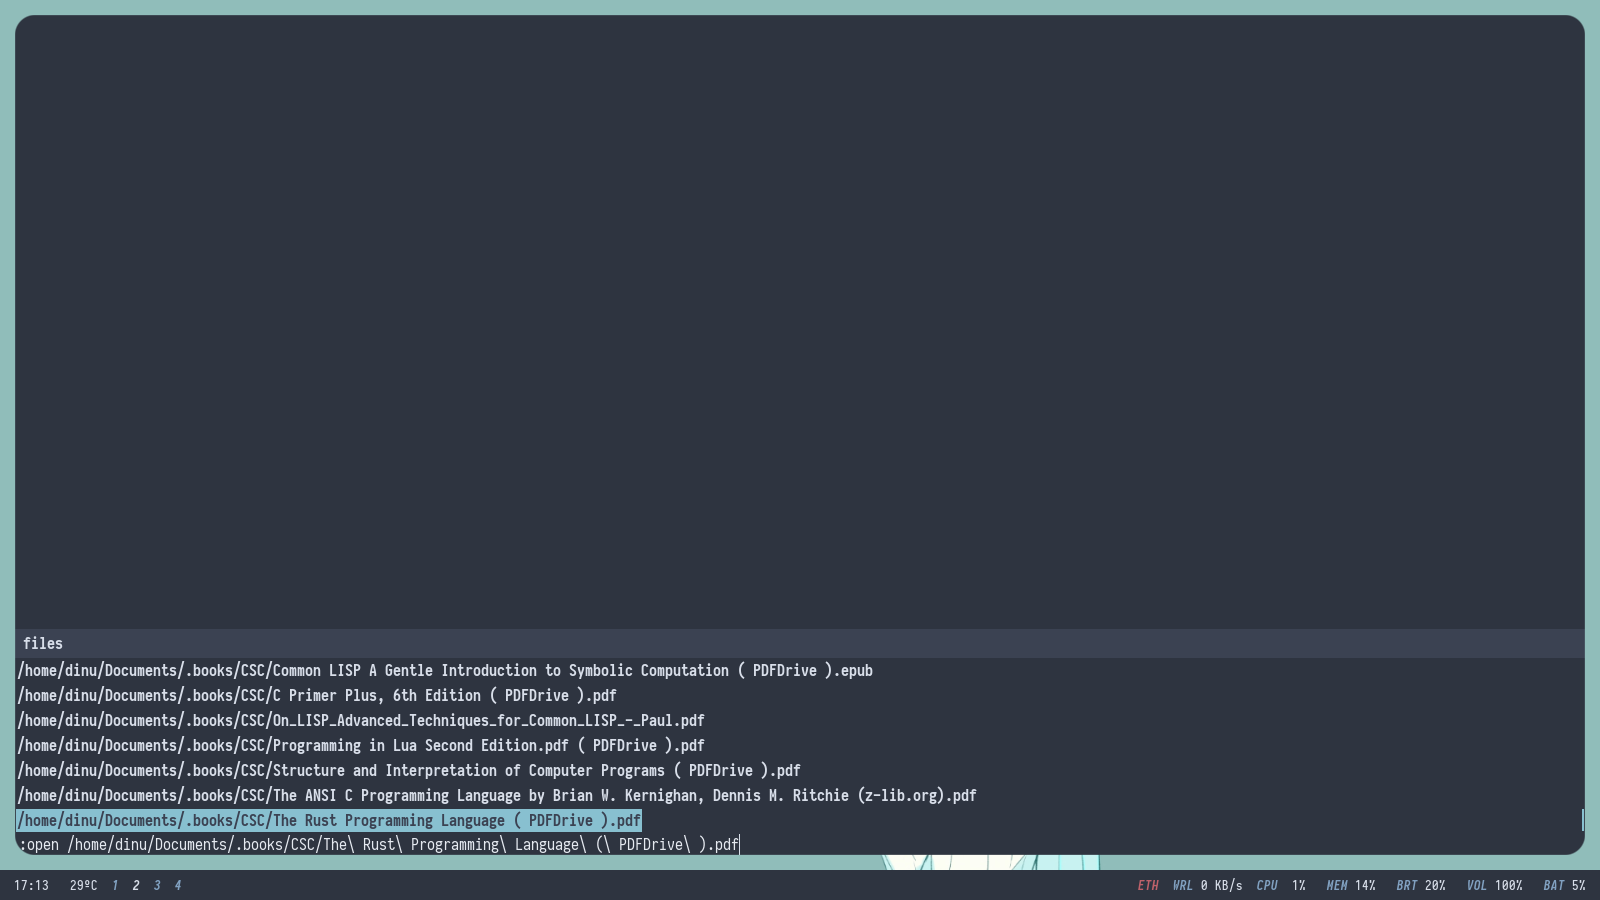 files
/home/dinu/Documents/.books/CSC/Common LISP A Gentle Introduction to Symbolic Computation ( PDFDrive ).epub
/home/dinu/Documents/.books/CSC/C Primer Plus, 6th Edition ( PDFDrive ).pdf
/home/dinu/Documents/.books/CSC/On_LISP_Advanced_Techniques_for_Common_LISP_-_Paul.pdf
/home/dinu/Documents/.books/CSC/Programming in Lua Second Edition.pdf ( PDFDrive ).pdf
/home/dinu/Documents/.books/CSC/Structure and Interpretation of Computer Programs ( PDFDrive ).pdf
/home/dinu/Documents/.books/CSC/The ANSI C Programming Language by Brian W. Kernighan, Dennis M. Ritchie (z-lib.org).pdf
/home/dinu/Documents/.books/CSC/The Rust Programming Language ( PDFDrive ).pdf
:open /home/dinu/Documents/.books/CSC/The\ Rust\ Programming\ Language\ (\ PDFDrive\ ).pdf
17:13 29ºC 1 2 3 4 ETH WRL 0 KB/s CPU 1% MEM 14% BRT 20% VOL 100% BAT 5%